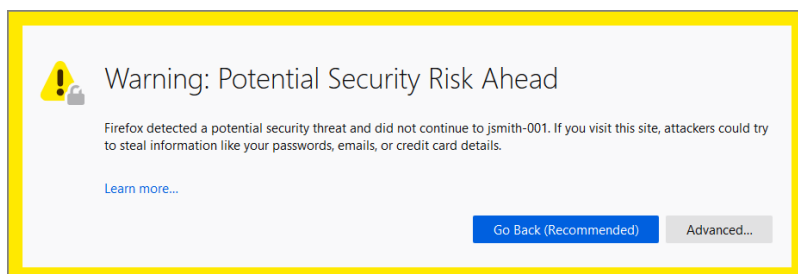 Warning: Potential Security Risk Ahead
Firefox detected a potential security threat and did not continue to jsmith-001. If you visit this site, attackers could try
to steal information like your passwords, emails, or credit card details.
Learn more...
Go Back (Recommended) Advanced...